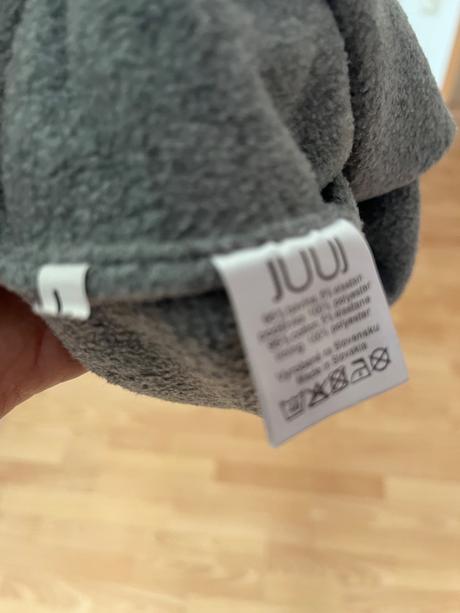 JUUJ
95% bavlna 5% elastan
podšívka: 100% polyester
95% cotton 5% elastane
lining: 100% polyester
Vyrobené na Slovensku
Made in Slovakia